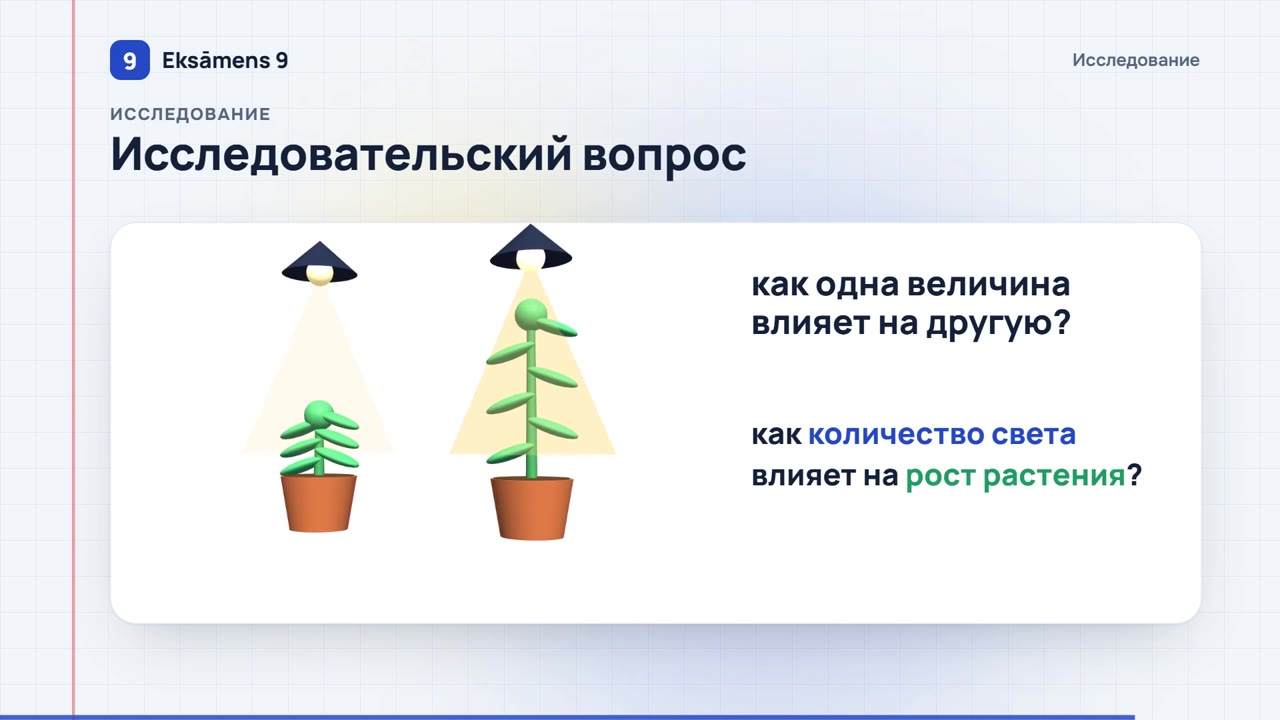 9 Eksāmens 9
Исследование
ИССЛЕДОВАНИЕ
Исследовательский вопрос
как одна величина
влияет на другую?
как количество света
влияет на рост растения?